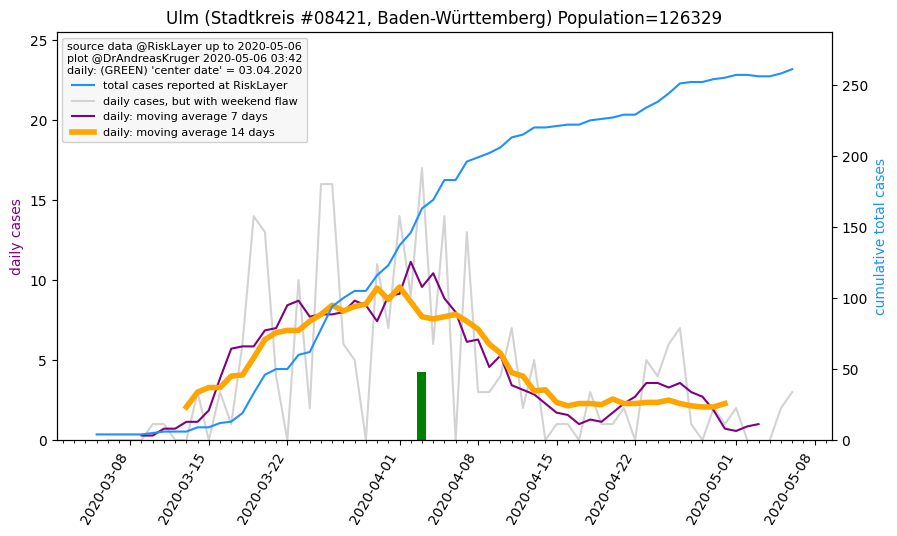 Ulm (Stadtkreis #08421, Baden-Württemberg) Population=126329
source data @RiskLayer up to 2020-05-06
plot @DrAndreasKruger 2020-05-06 03:42
daily: (GREEN) 'center date' = 03.04.2020
total cases reported at RiskLayer
daily cases, but with weekend flaw
daily: moving average 7 days
daily: moving average 14 days
daily cases
25
20
15
10
5
0
cumulative total cases
250
200
150
100
50
0
2020-03-08
2020-03-15
2020-03-22
2020-04-01
2020-04-08
2020-04-15
2020-04-22
2020-05-01
2020-05-08